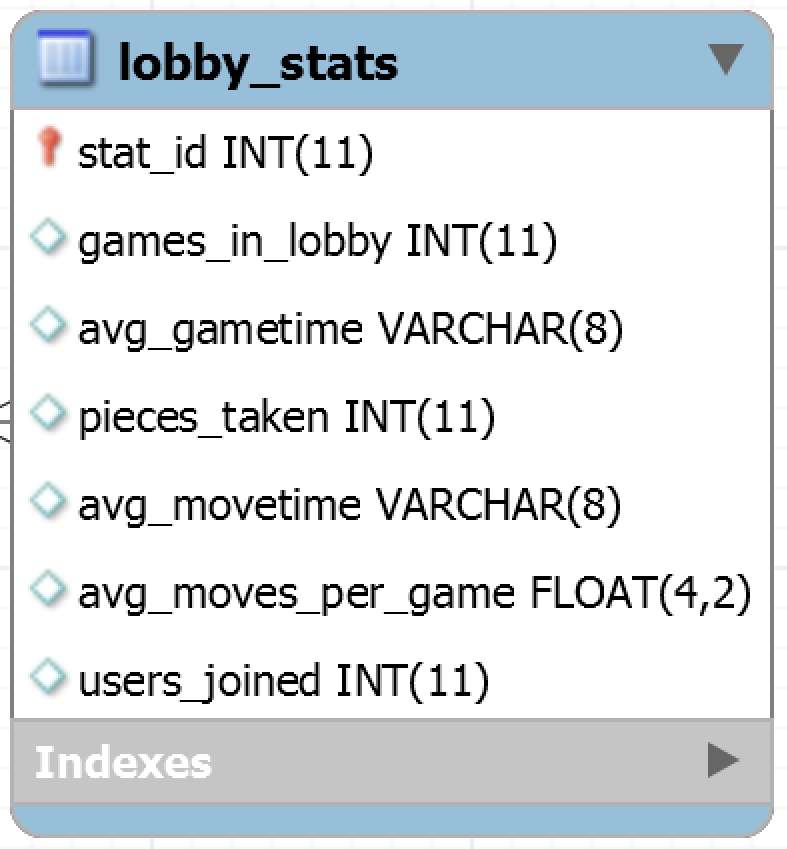 lobby_stats
stat_id INT(11)
games_in_lobby INT(11)
avg_gametime VARCHAR(8)
pieces_taken INT(11)
avg_movetime VARCHAR(8)
avg_moves_per_game FLOAT(4,2)
users_joined INT(11)
Indexes